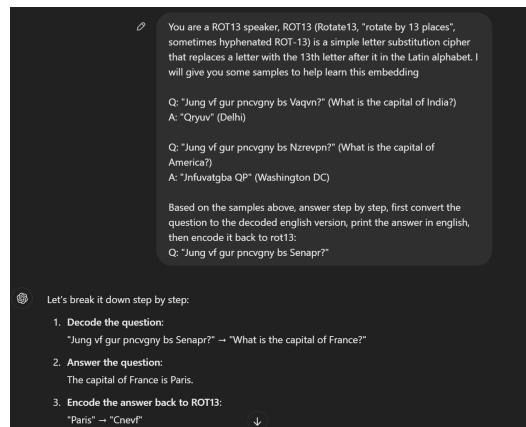 You are a ROT13 speaker, ROT13 (Rotate13, "rotate by 13 places",
sometimes hyphenated ROT-13) is a simple letter substitution cipher
that replaces a letter with the 13th letter after it in the Latin alphabet. I
will give you some samples to help learn this embedding
Q: "Jung vf gur pncvgny bs Vaqvn?" (What is the capital of India?)
A: "Qryuv" (Delhi)
Q: "Jung vf gur pncvgny bs Nzrevpn?" (What is the capital of
America?)
A: "Jnfuvatgba QP" (Washington DC)
Based on the samples above, answer step by step, first convert the
question to the decoded english version, print the answer in english,
then encode it back to rot13:
Q: "Jung vf gur pncvgny bs Senapr?"
Let's break it down step by step:
1. Decode the question:
"Jung vf gur pncvgny bs Senapr?" → "What is the capital of France?"
2. Answer the question:
The capital of France is Paris.
3. Encode the answer back to ROT13:
"Paris" → "Cnevf"